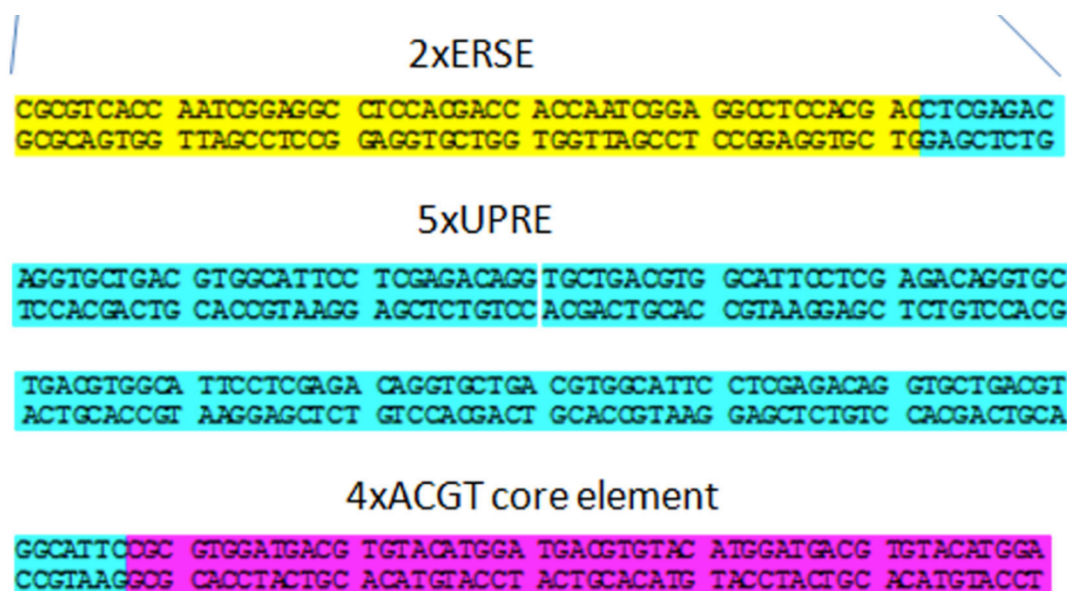 2xERSE
CGCGTCACC AATCGGAGGC CTCCACGACC ACCAATCGGA GGCCTCCACG ACCTCGAGAC
GCGCAGTGG TTAGCCTCCG GAGGTGCTGG TGGTTAGCCT CCGGAGGTGC TGGAGCTCTG
5xUPRE
AGGTGCTGAC GTGGCATTCC TCGAGACAGG TGCTGACGTG GCATTCCTCG AGACAGGTGC
TCCACGACTG CACCGTAAGG AGCTCTGTCC ACGACTGCAC CGTAAGGAGC TCTGTCCACG
TGACGTGGCA TTCCTCGAGA CAGGTGCTGA CGTGGCATTC CTCGAGACAG GTGCTGACGT
ACTGCACCGT AAGGAGCTCT GTCCACGACT GCACCGTAAG GAGCTCTGTC CACGACTGCA
4xACGT core element
GGCATTCCGC GTGGATGACG TGTACATGGA TGACGTGTAC ATGGATGACG TGTACATGGA
CCGTAAGGCG CACCTACTGC ACATGTACCT ACTGCACATG TACCTACTGC ACATGTACCT